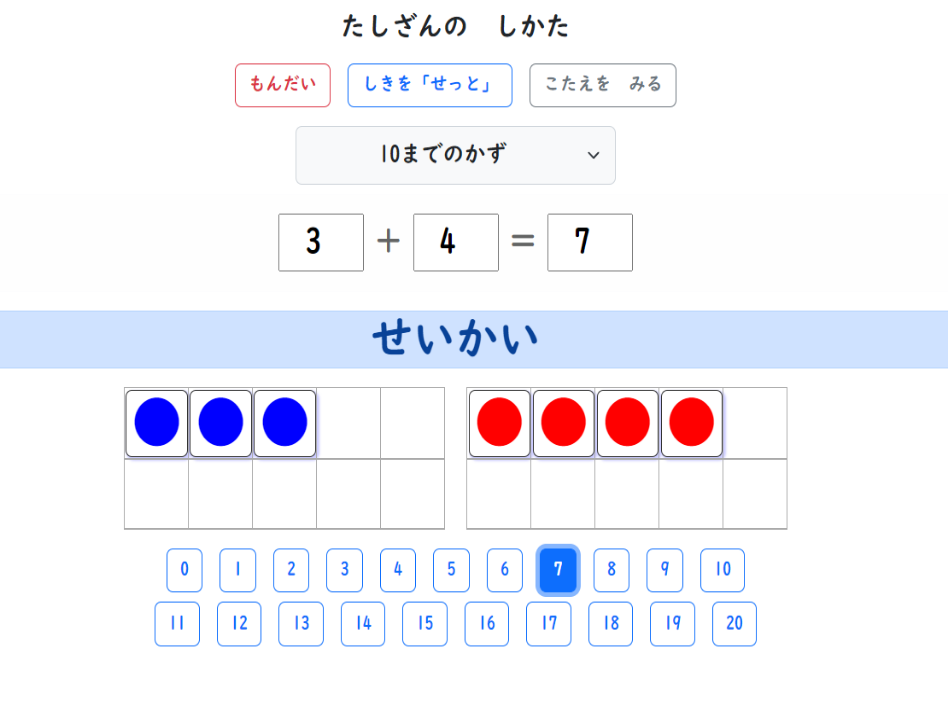 たしざんの　しかた
もんだい　しきを「せっと」　こたえを　みる
10までのかず
3 + 4 = 7
せいかい
0 1 2 3 4 5 6 7 8 9 10
11 12 13 14 15 16 17 18 19 20